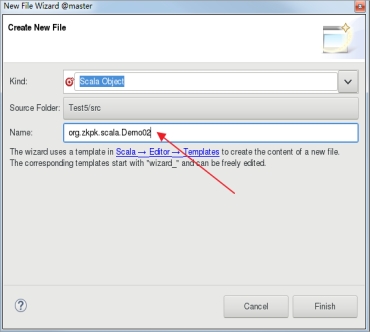 New File Wizard @master
Create New File
Kind: Scala Object
Source Folder: Test5/src
Name: org.zkpk.scala.Demo02
The wizard uses a template in Scala → Editor → Templates to create the content of a new file.
The corresponding templates start with "wizard_" and can be freely edited.
? Cancel Finish